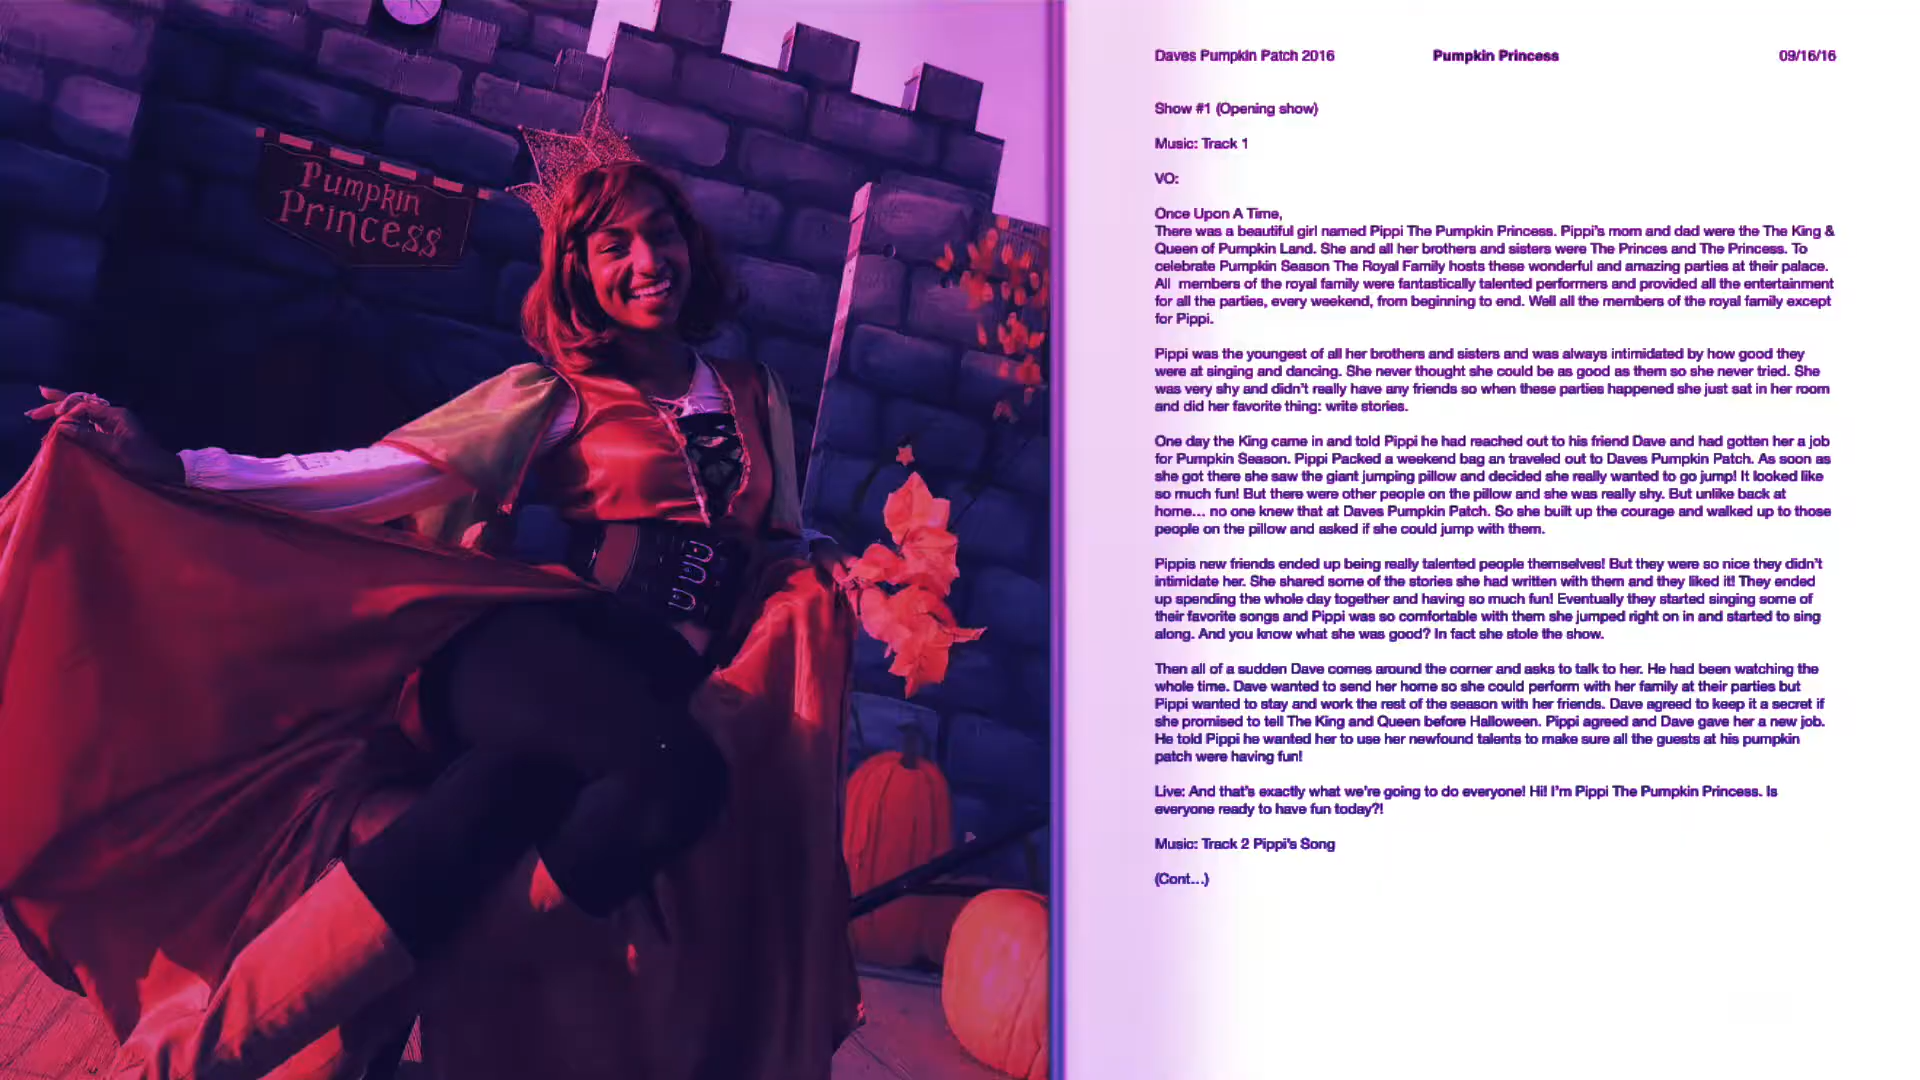 Pumpkin
Princess
Daves Pumpkin Patch 2016 Pumpkin Princess 09/16/16
Show #1 (Opening show)
Music: Track 1
VO:
Once Upon A Time,
There was a beautiful girl named Pippi The Pumpkin Princess. Pippi's mom and dad were the The King &
Queen of Pumpkin Land. She and all her brothers and sisters were The Princes and The Princess. To
celebrate Pumpkin Season The Royal Family hosts these wonderful and amazing parties at their palace.
All members of the royal family were fantastically talented performers and provided all the entertainment
for all the parties, every weekend, from beginning to end. Well all the members of the royal family except
for Pippi.
Pippi was the youngest of all her brothers and sisters and was always intimidated by how good they
were at singing and dancing. She never thought she could be as good as them so she never tried. She
was very shy and didn't really have any friends so when these parties happened she just sat in her room
and did her favorite thing: write stories.
One day the King came in and told Pippi he had reached out to his friend Dave and had gotten her a job
for Pumpkin Season. Pippi Packed a weekend bag an traveled out to Daves Pumpkin Patch. As soon as
she got there she saw the giant jumping pillow and decided she really wanted to go jump! It looked like
so much fun! But there were other people on the pillow and she was really shy. But unlike back at
home... no one knew that at Daves Pumpkin Patch. So she built up the courage and walked up to those
people on the pillow and asked if she could jump with them.
Pippis new friends ended up being really talented people themselves! But they were so nice they didn't
intimidate her. She shared some of the stories she had written with them and they liked it! They ended
up spending the whole day together and having so much fun! Eventually they started singing some of
their favorite songs and Pippi was so comfortable with them she jumped right on in and started to sing
along. And you know what she was good? In fact she stole the show.
Then all of a sudden Dave comes around the corner and asks to talk to her. He had been watching the
whole time. Dave wanted to send her home so she could perform with her family at their parties but
Pippi wanted to stay and work the rest of the season with her friends. Dave agreed to keep it a secret if
she promised to tell The King and Queen before Halloween. Pippi agreed and Dave gave her a new job.
He told Pippi he wanted her to use her newfound talents to make sure all the guests at his pumpkin
patch were having fun!
Live: And that's exactly what we're going to do everyone! Hi! I'm Pippi The Pumpkin Princess. Is
everyone ready to have fun today?!
Music: Track 2 Pippi's Song
(Cont...)